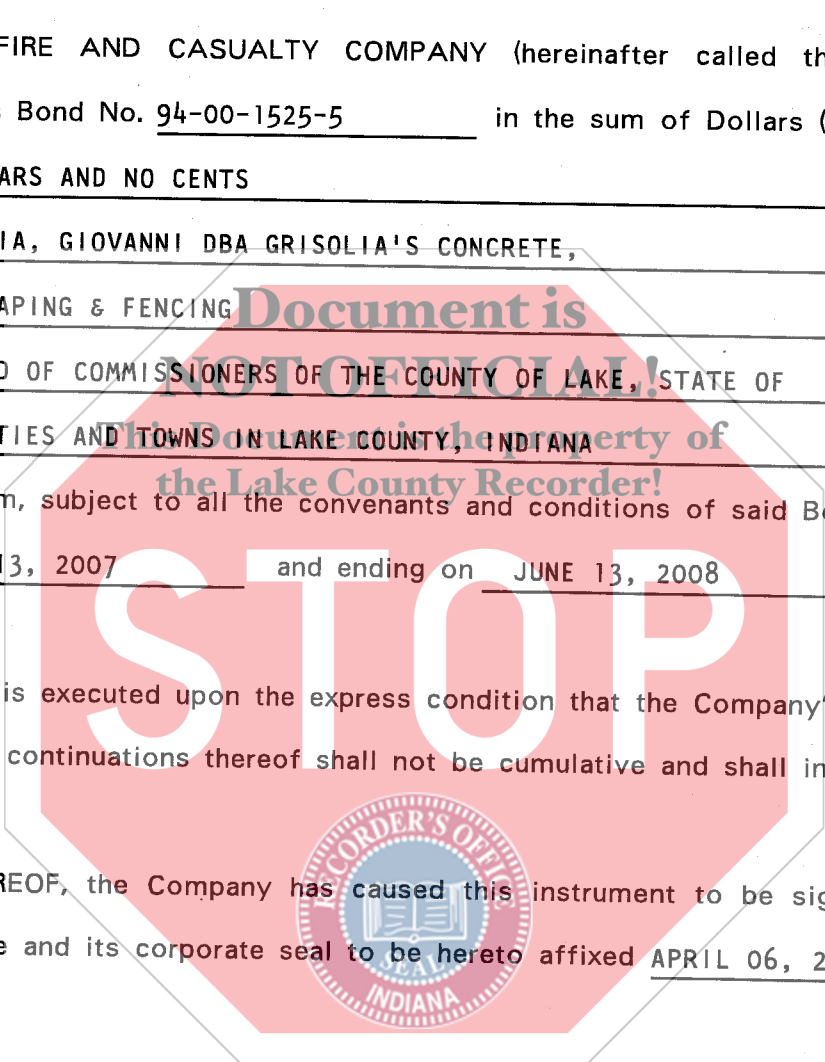 FIRE AND CASUALTY COMPANY (hereinafter called th
Bond No. 94-00-1525-5 in the sum of Dollars (
ARS AND NO CENTS
IA, GIOVANNI DBA GRISOLIA'S CONCRETE,
APING & FENCING
Document is
O OF COMMISSIONERS OF THE COUNTY OF LAKE, STATE OF
NOT OFFICIAL!
TIES AND TOWNS IN LAKE COUNTY, INDIANA
This Document is the property of
the Lake County Recorder!
m, subject to all the convenants and conditions of said B
13, 2007 and ending on JUNE 13, 2008
STOP
is executed upon the express condition that the Company'
continuations thereof shall not be cumulative and shall in
RECORDER'S OFFICE
REOF, the Company has caused this instrument to be sig
e and its corporate seal to be hereto affixed APRIL 06, 2
SEAL
INDIANA